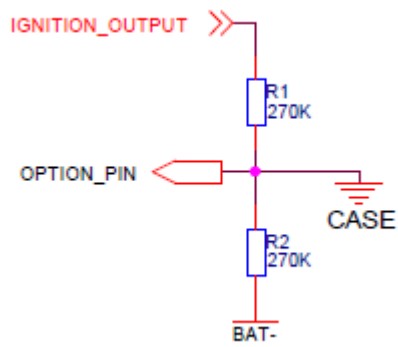 IGNITION_OUTPUT
R1
270K
OPTION_PIN
CASE
R2
270K
BAT-